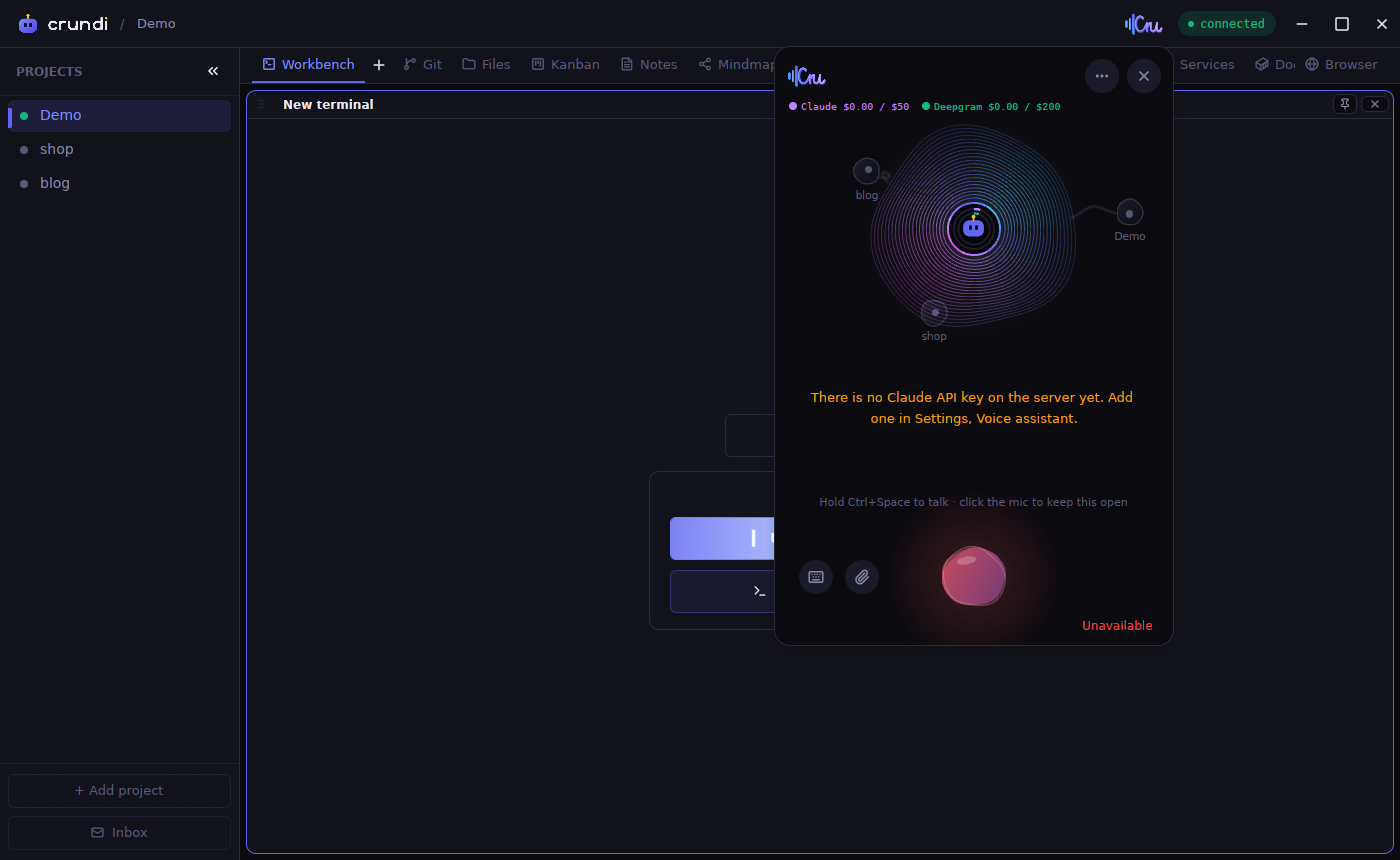 crundi / Demo
Cru
connected
PROJECTS
Demo
shop
blog
+ Add project
Inbox
Workbench
Git
Files
Kanban
Notes
Mindmap
Services
Browser
New terminal
Cru
Claude $0.00 / $50
Deepgram $0.00 / $200
blog
Demo
shop
There is no Claude API key on the server yet. Add
one in Settings, Voice assistant.
Hold Ctrl+Space to talk · click the mic to keep this open
Unavailable